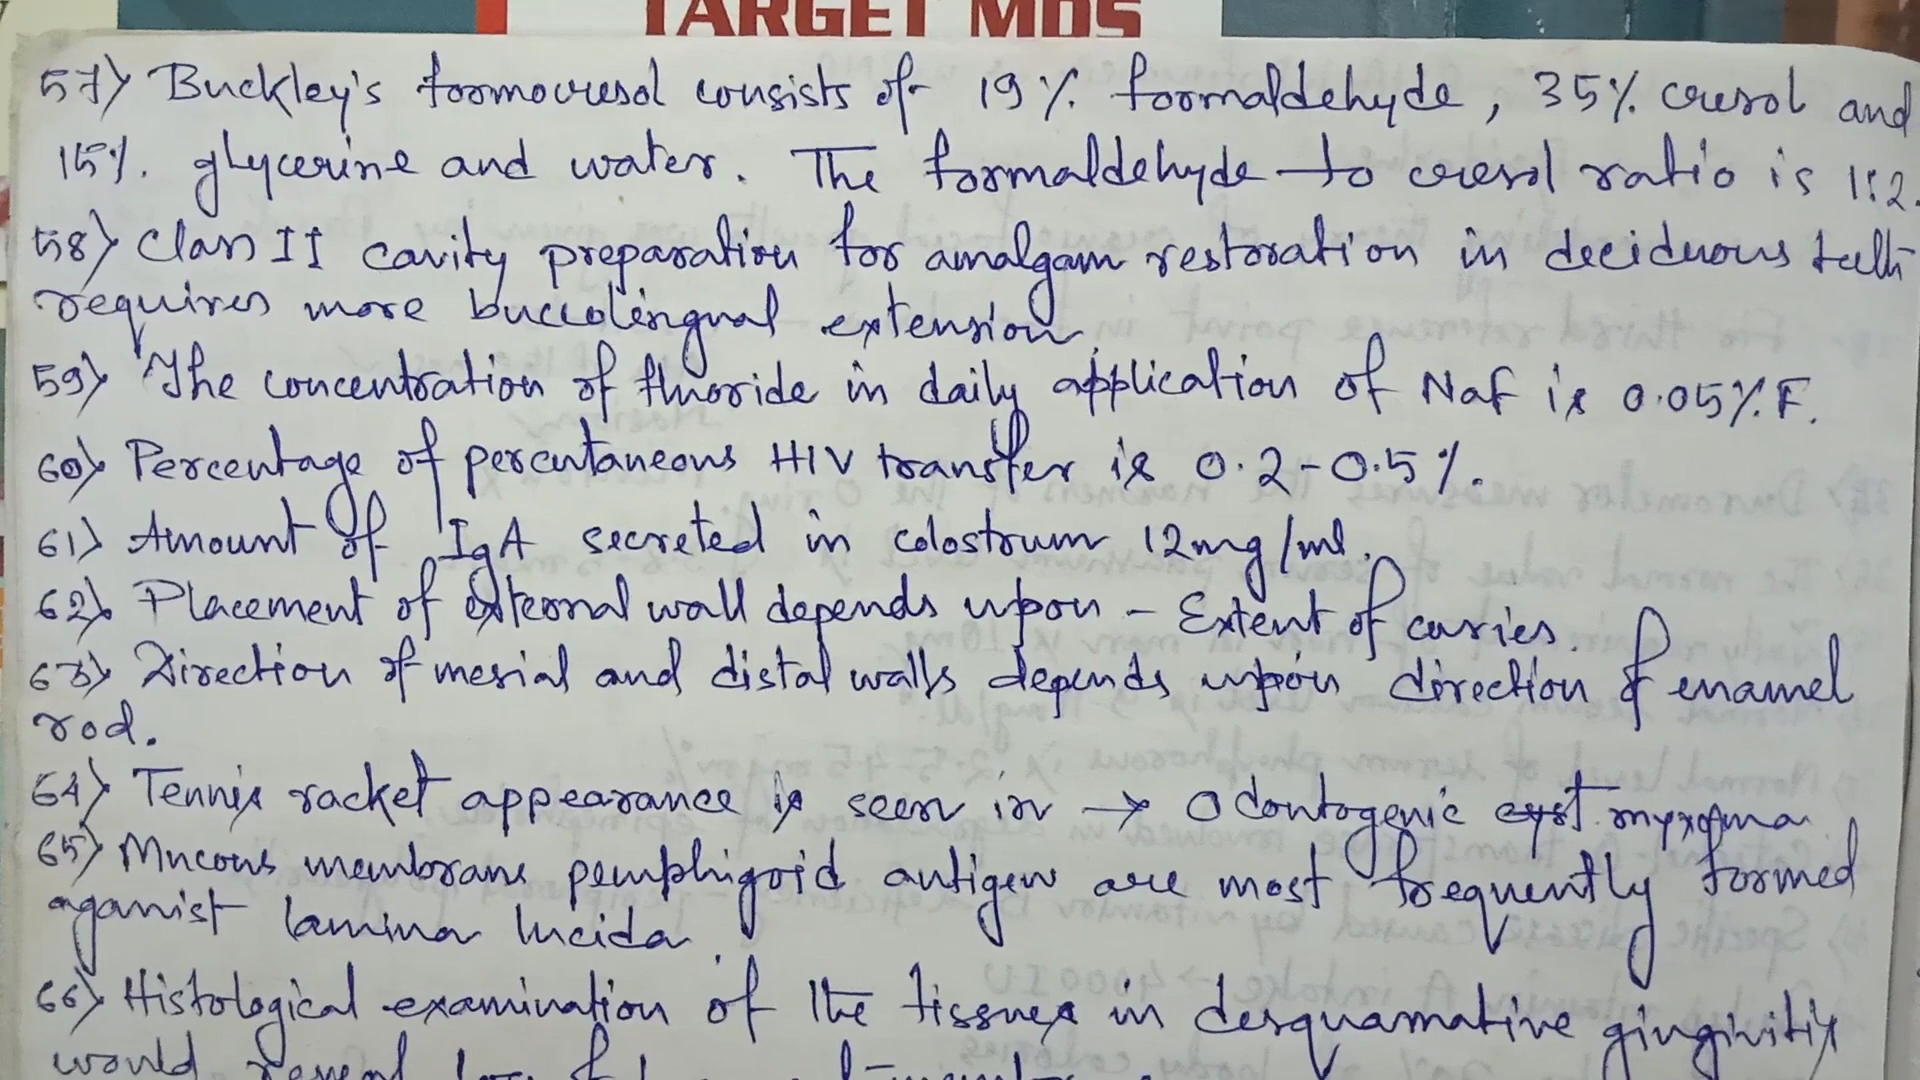 TARGET MDS
57) Buckley's formocresol consists of 19% formaldehyde, 35% cresol and
15% glycerine and water. The formaldehyde to cresol ratio is 1:2.
58) Class II cavity preparation for amalgam restoration in deciduous teeth
requires more buccolingual extension.
59) The concentration of fluoride in daily application of NaF is 0.05% F.
60) Percentage of percutaneous HIV transfer is 0.2-0.5%.
61) Amount of IgA secreted in colostrum 12mg/ml.
62) Placement of external wall depends upon - Extent of caries.
63) Direction of mesial and distal walls depends upon direction of enamel
rod.
64) Tennis racket appearance is seen in → Odontogenic cyst myxoma
65) Mucous membrane pemphigoid antigen are most frequently formed
aganist lamina lucida.
66) Histological examination of the tissues in desquamative gingivitis
would reveal